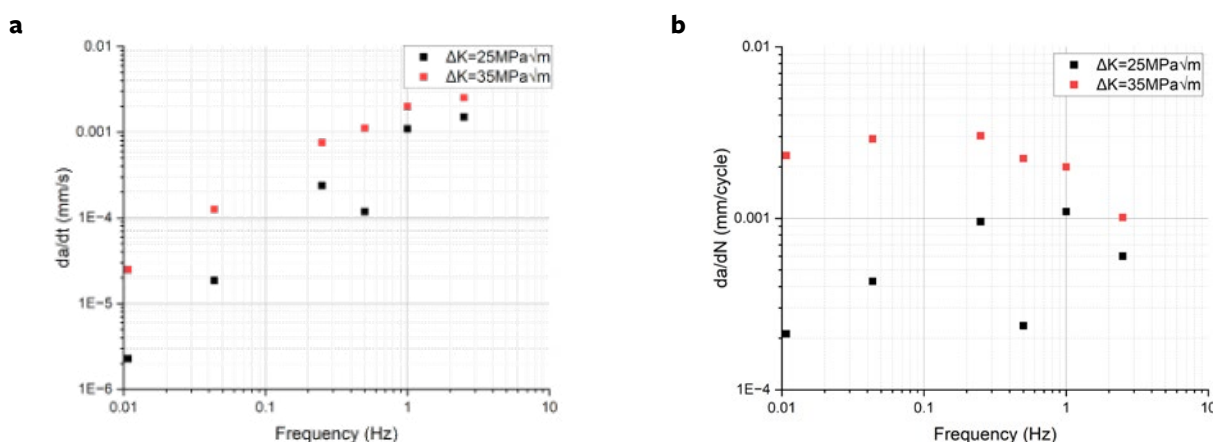 a
0.01
0.001
1E-4
1E-5
1E-6
da/dt (mm/s)
ΔK=25MPa√m
ΔK=35MPa√m
0.01 0.1 1 10
Frequency (Hz)
b
0.01
0.001
1E-4
da/dN (mm/cycle)
ΔK=25MPa√m
ΔK=35MPa√m
0.01 0.1 1 10
Frequency (Hz)